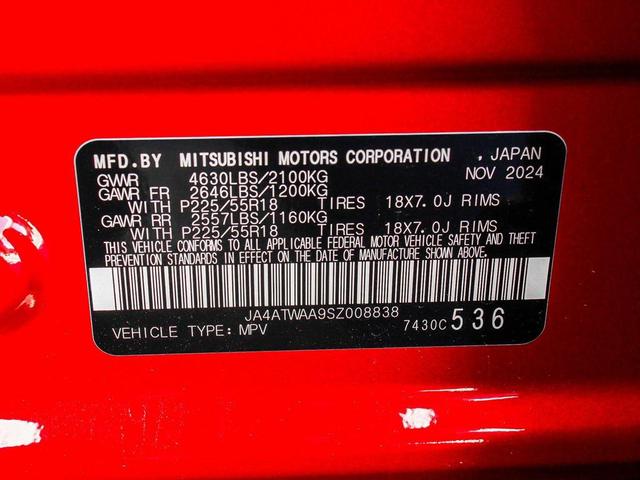 MFD.BY MITSUBISHI MOTORS CORPORATION , JAPAN
GVWR 4630LBS/2100KG NOV 2024
GAWR FR 2646LBS/1200KG
WITH P225/55R18 TIRES 18X7.0J RIMS
GAWR RR 2557LBS/1160KG
WITH P225/55R18 TIRES 18X7.0J RIMS
THIS VEHICLE CONFORMS TO ALL APPLICABLE FEDERAL MOTOR VEHICLE SAFETY AND THEFT
PREVENTION STANDARDS IN EFFECT ON THE DATE OF MANUFACTURE SHOWN ABOVE.
JA4ATWAA9SZ008838
VEHICLE TYPE: MPV 7430C 536